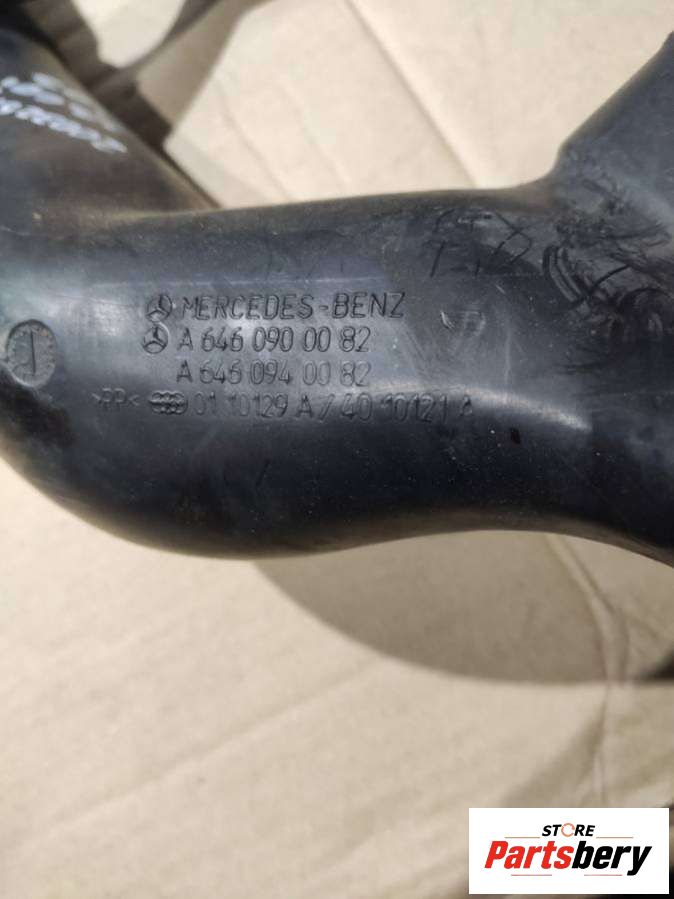 MERCEDES-BENZ
A 646 090 00 82
A 646 094 00 82
>PP< 01 10129 A / 40 10121 A
STORE
Partsbery